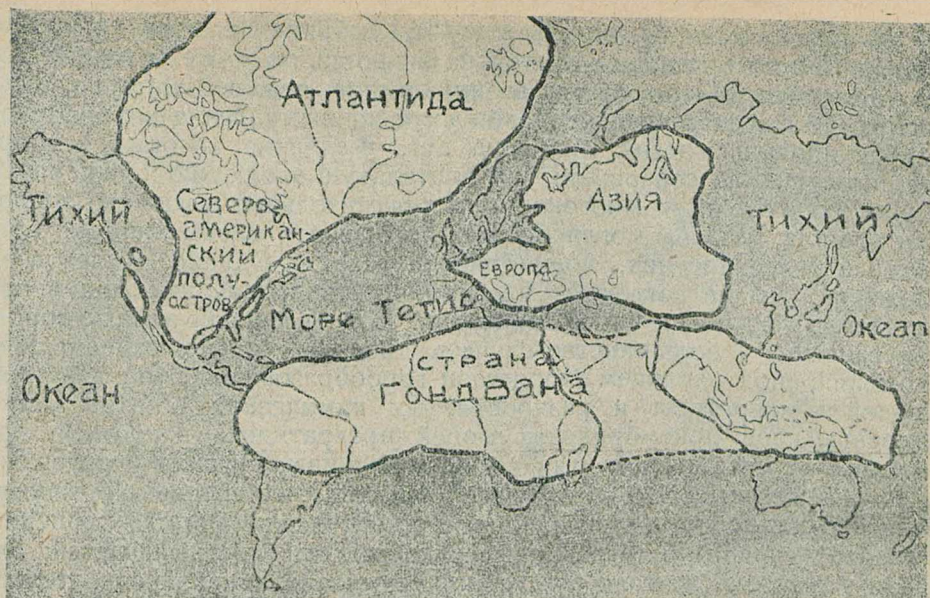 Атлантида
Тихий
Северо
американ-
ский
полу-
остров
Азия
Тихий
Европа
Море Тетис
Океан
страна
Гондвана
Океан